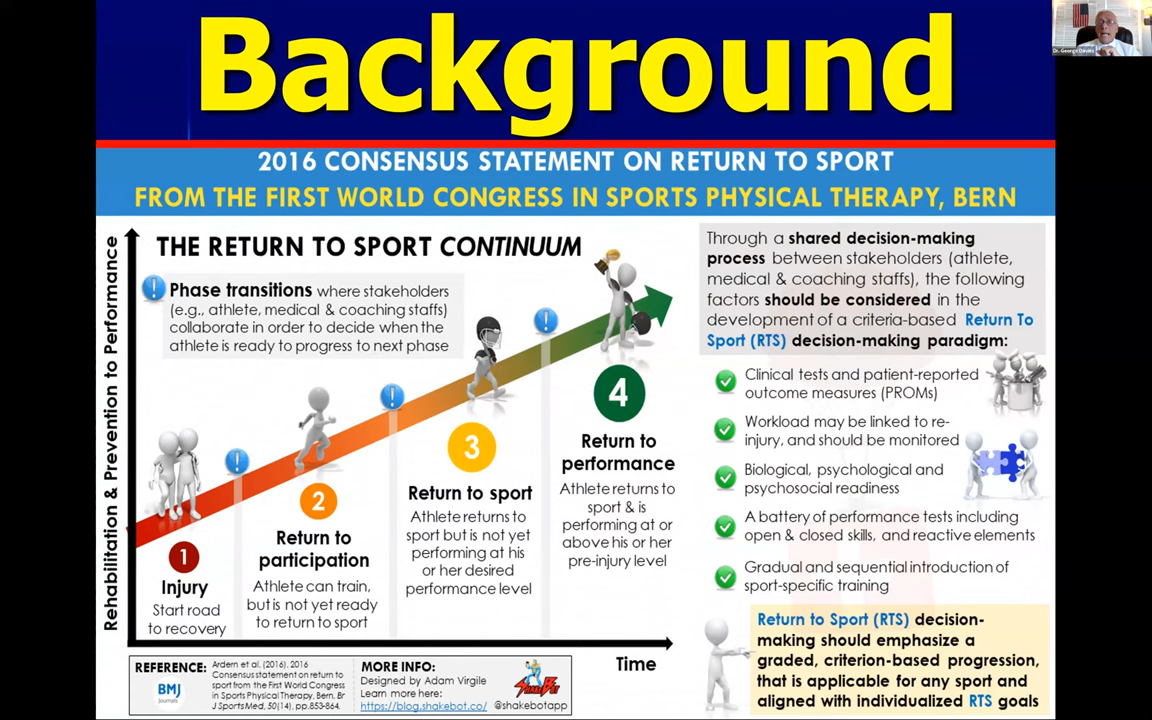 Background
Dr. George Davies
2016 CONSENSUS STATEMENT ON RETURN TO SPORT
FROM THE FIRST WORLD CONGRESS IN SPORTS PHYSICAL THERAPY, BERN
Rehabilitation & Prevention to Performance
THE RETURN TO SPORT CONTINUUM
Phase transitions where stakeholders
(e.g., athlete, medical & coaching staffs)
collaborate in order to decide when the
athlete is ready to progress to next phase
1
Injury
Start road
to recovery
2
Return to
participation
Athlete can train,
but is not yet ready
to return to sport
3
Return to sport
Athlete returns to
sport but is not yet
performing at his
or her desired
performance level
4
Return to
performance
Athlete returns to
sport & is
performing at or
above his or her
pre-injury level
Time
Through a shared decision-making
process between stakeholders (athlete,
medical & coaching staffs), the following
factors should be considered in the
development of a criteria-based Return To
Sport (RTS) decision-making paradigm:
Clinical tests and patient-reported
outcome measures (PROMs)
Workload may be linked to re-
injury, and should be monitored
Biological, psychological and
psychosocial readiness
A battery of performance tests including
open & closed skills, and reactive elements
Gradual and sequential introduction of
sport-specific training
Return to Sport (RTS) decision-
making should emphasize a
graded, criterion-based progression,
that is applicable for any sport and
aligned with individualized RTS goals
REFERENCE:
BMJ
Journals
Ardern et al. (2016). 2016
Consensus statement on return to
sport from the First World Congress
in Sports Physical Therapy, Bern. Br
J Sports Med, 50(14), pp.853-864.
MORE INFO:
Designed by Adam Virgile
Learn more here:
https://blog.shakebot.co/
SHAKEBOT
@shakebotapp